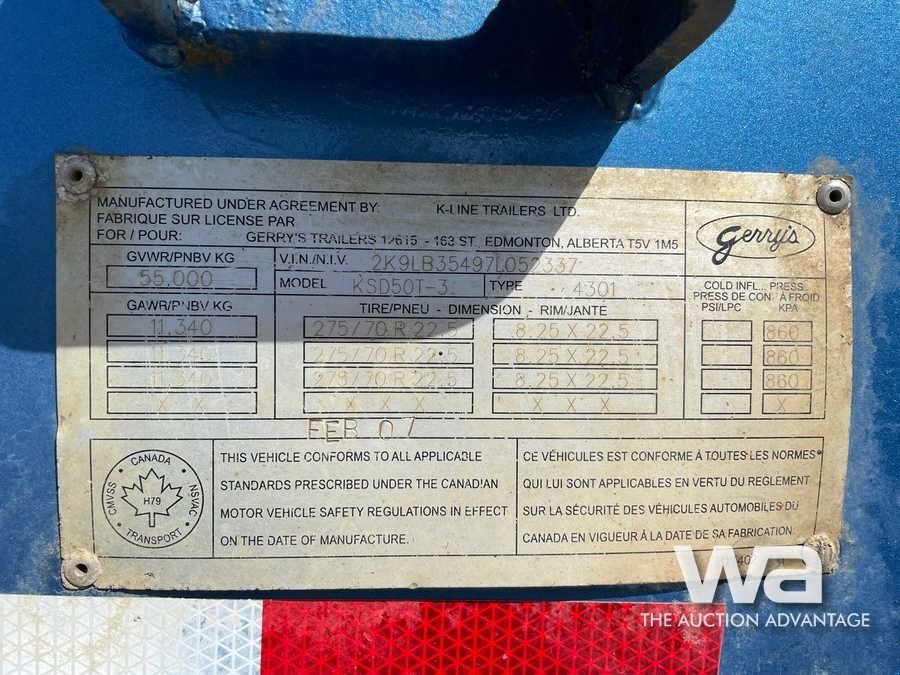 MANUFACTURED UNDER AGREEMENT BY: K-LINE TRAILERS LTD.
FABRIQUE SUR LICENSE PAR
FOR / POUR: GERRY'S TRAILERS 12615 - 163 ST. EDMONTON, ALBERTA T5V 1M5
Gerry's
GVWR/PNBV KG
55,000
V.I.N./N.I.V.
MODEL TYPE 4301
GAWR/PNBV KG
TIRE/PNEU - DIMENSION - RIM/JANTÉ
COLD INFL. PRESS.
PRESS DE CON. À FROID
PSI/LPC KPA
11,340 275/70 R 22.5 8.25 X 22.5 860
11,340 275/70 R 22.5 8.25 X 22.5 860
11,340 275/70 R 22.5 8.25 X 22.5 860
X X X X X X X X X X
FEB 07
CANADA
CMVSS
NSVAC
H79
TRANSPORT
THIS VEHICLE CONFORMS TO ALL APPLICABLE
STANDARDS PRESCRIBED UNDER THE CANADIAN
MOTOR VEHICLE SAFETY REGULATIONS IN EFFECT
ON THE DATE OF MANUFACTURE.
CE VÉHICULES EST CONFORME À TOUTES LES NORMES
QUI LUI SONT APPLICABLES EN VERTU DU REGLEMENT
SUR LA SÉCURITÉ DES VÉHICULES AUTOMOBILES DU
CANADA EN VIGUEUR À LA DATE DE SA FABRICATION.
wa
THE AUCTION ADVANTAGE